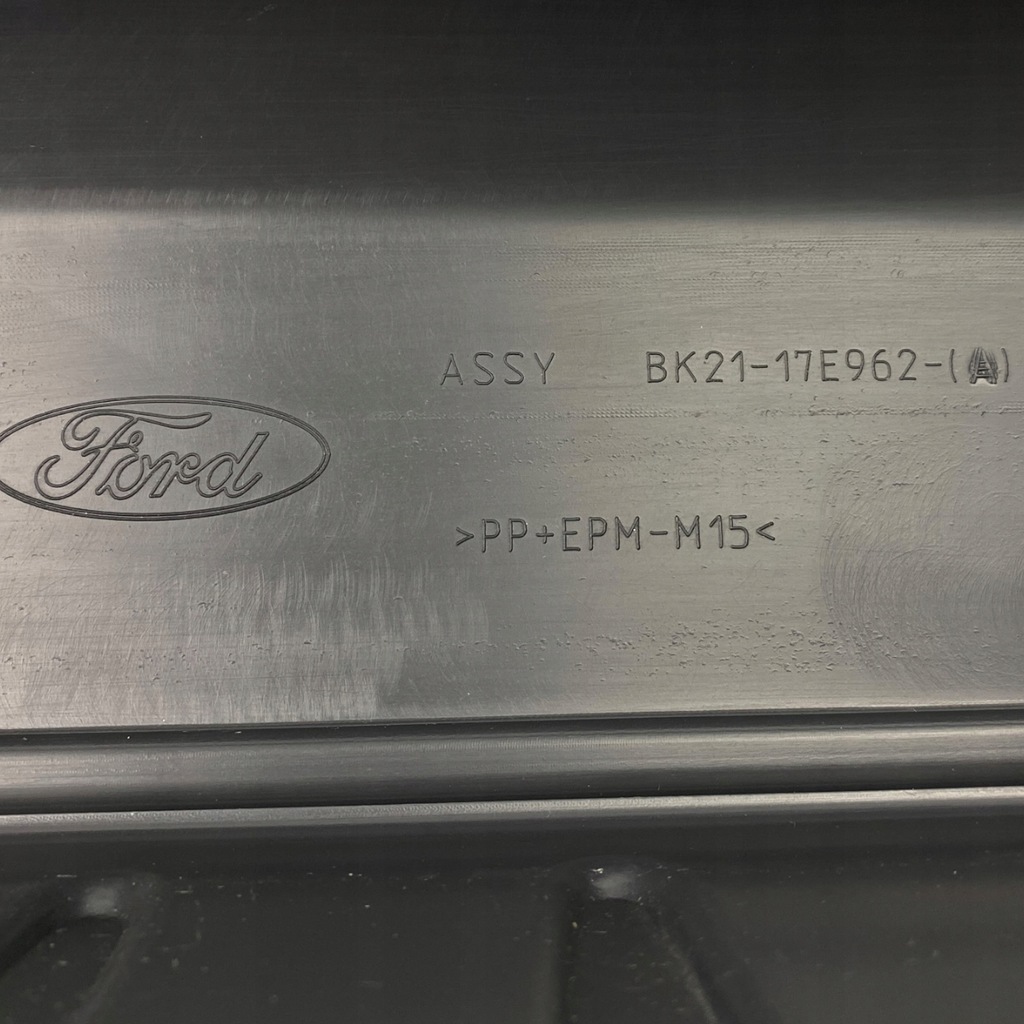 ASSY BK21-17E962-(A)
Ford
>PP+EPM-M15<